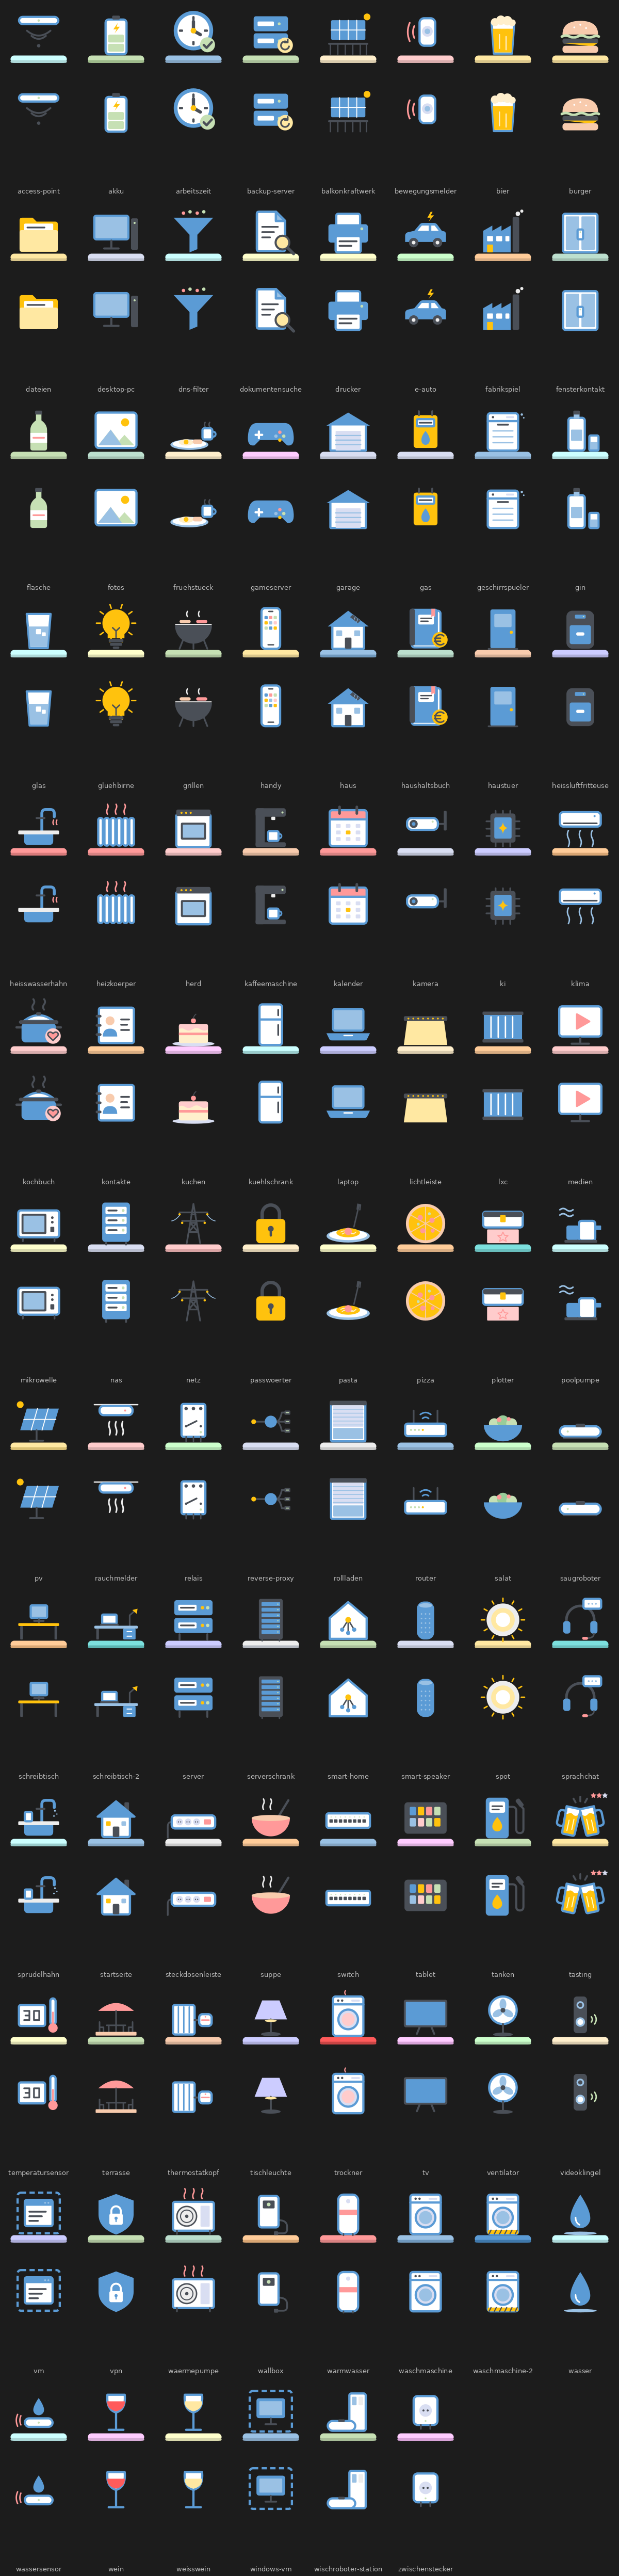 access-point akku arbeitszeit backup-server balkonkraftwerk bewegungsmelder bier burger
dateien desktop-pc dns-filter dokumentensuche drucker e-auto fabrikspiel fensterkontakt
flasche fotos fruehstueck gameserver garage gas geschirrspueler gin
glas gluehbirne grillen handy haus haushaltsbuch haustuer heissluftfritteuse
heisswasserhahn heizkoerper herd kaffeemaschine kalender kamera ki klima
kochbuch kontakte kuchen kuehlschrank laptop lichtleiste lxc medien
mikrowelle nas netz passwoerter pasta pizza plotter poolpumpe
pv rauchmelder relais reverse-proxy rollladen router salat saugroboter
schreibtisch schreibtisch-2 server serverschrank smart-home smart-speaker spot sprachchat
sprudelhahn startseite steckdosenleiste suppe switch tablet tanken tasting
30
30
temperatursensor terrasse thermostatkopf tischleuchte trockner tv ventilator videoklingel
vm vpn waermepumpe wallbox warmwasser waschmaschine waschmaschine-2 wasser
wassersensor wein weisswein windows-vm wischroboter-station zwischenstecker